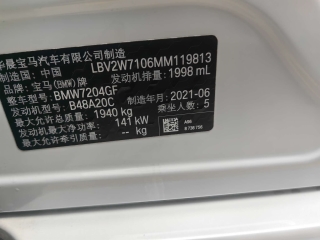 华晨宝马汽车有限公司制造
制造国：中国 LBV2W7106MM119813
品牌：宝马(BMW)牌 发动机排量：1998 mL
整车型号：BMW7204GF
发动机型号：B48A20C 制造年月：2021-06
最大允许总质量：1940 kg 乘坐人数：5
发动机最大净功率：141 kW
最大允许牵引质量： kg